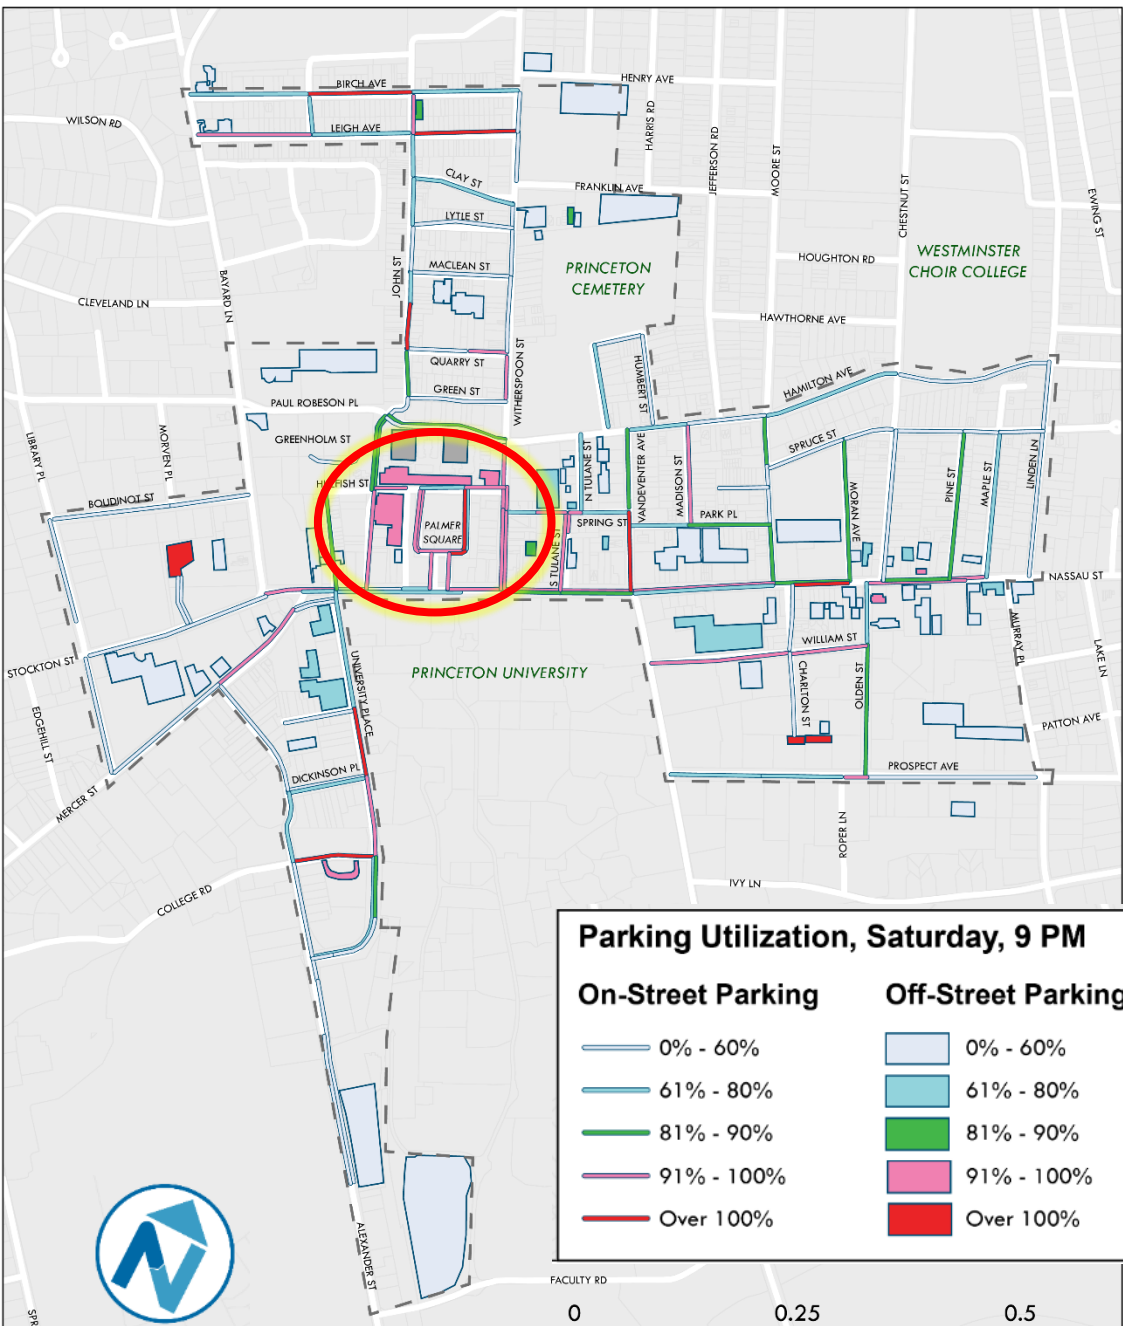 HENRY AVE
BIRCH AVE
WILSON RD
LEIGH AVE
HARRIS RD
JEFFERSON RD
MOORE ST
CLAY ST
FRANKLIN AVE
CHESTNUT ST
EWING ST
LYTLE ST
WESTMINSTER
CHOIR COLLEGE
MACLEAN ST
PRINCETON
CEMETERY
HOUGHTON RD
JOHN ST
BAYARD LN
CLEVELAND LN
HAWTHORNE AVE
QUARRY ST
WITHERSPOON ST
HUMBERT ST
HAMILTON AVE
GREEN ST
PAUL ROBESON PL
GREENHOLM ST
LIBRARY PL
MORVEN PL
SPRUCE ST
N TULANE ST
VANDEVENTER AVE
MADISON ST
LINDEN LN
PINE ST
MAPLE ST
MORAN AVE
BOUDINOT ST
PALMER
SQUARE
SPRING ST
PARK PL
S TULANE ST
NASSAU ST
WILLIAM ST
MURRAY PL
LAKE LN
STOCKTON ST
PRINCETON UNIVERSITY
UNIVERSITY PLACE
CHARLTON ST
OLDEN ST
EDGEHILL ST
PATTON AVE
DICKINSON PL
PROSPECT AVE
MERCER ST
ROPER LN
COLLEGE RD
IVY LN
Parking Utilization, Saturday, 9 PM
On-Street Parking
Off-Street Parking
0% - 60%
0% - 60%
61% - 80%
61% - 80%
81% - 90%
81% - 90%
91% - 100%
91% - 100%
Over 100%
Over 100%
ALEXANDER ST
FACULTY RD
SPR
0
0.25
0.5